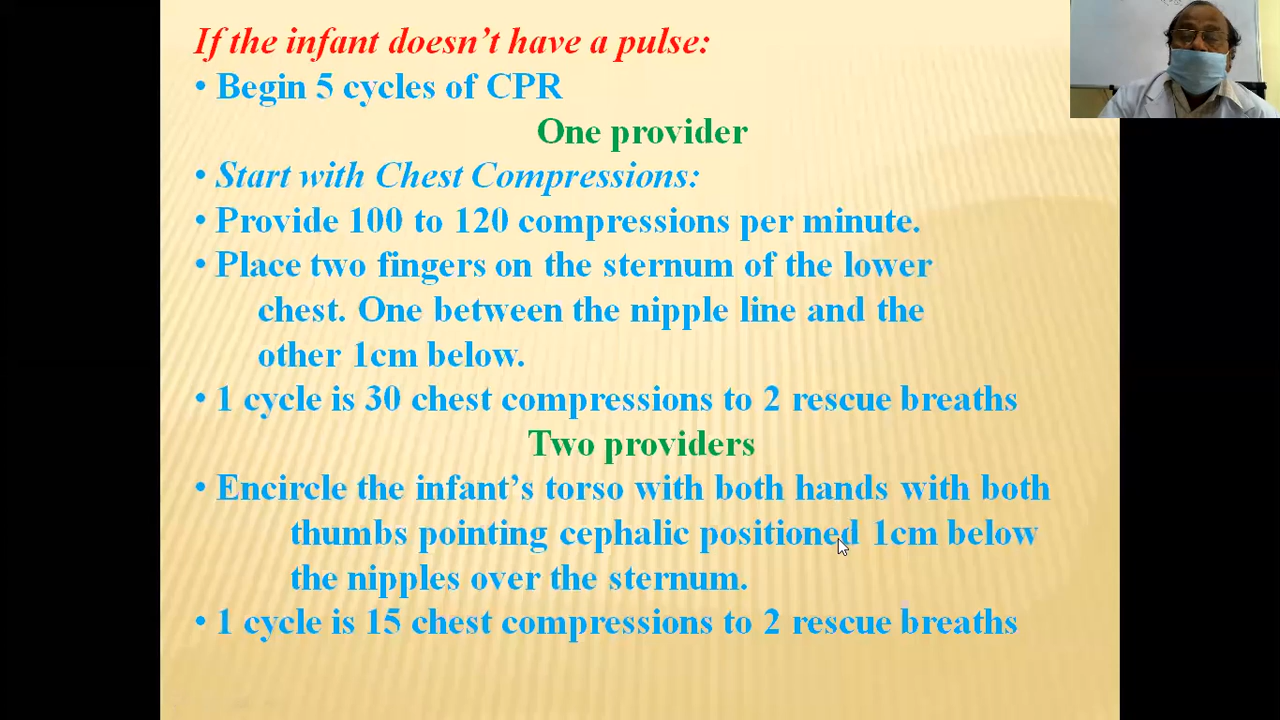 If the infant doesn’t have a pulse:
• Begin 5 cycles of CPR
One provider
• Start with Chest Compressions:
• Provide 100 to 120 compressions per minute.
• Place two fingers on the sternum of the lower
chest. One between the nipple line and the
other 1cm below.
• 1 cycle is 30 chest compressions to 2 rescue breaths
Two providers
• Encircle the infant’s torso with both hands with both
thumbs pointing cephalic positioned 1cm below
the nipples over the sternum.
• 1 cycle is 15 chest compressions to 2 rescue breaths